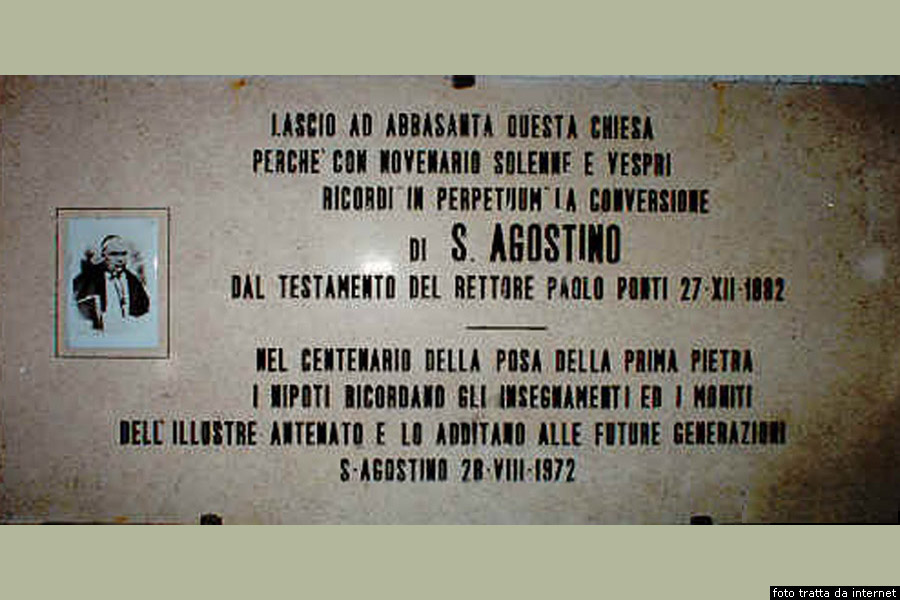 LASCIO AD ABBASANTA QUESTA CHIESA
PERCHE' CON NOVENARIO SOLENNE E VESPRI
RICORDI "IN PERPETUUM" LA CONVERSIONE
DI S. AGOSTINO
DAL TESTAMENTO DEL RETTORE PAOLO PONTI 27-XII-1892
NEL CENTENARIO DELLA POSA DELLA PRIMA PIETRA
I NIPOTI RICORDANO GLI INSEGNAMENTI ED I MONITI
DELL'ILLUSTRE ANTENATO E LO ADDITANO ALLE FUTURE GENERAZIONI
S-AGOSTINO 28-VIII-1972
foto tratta da internet